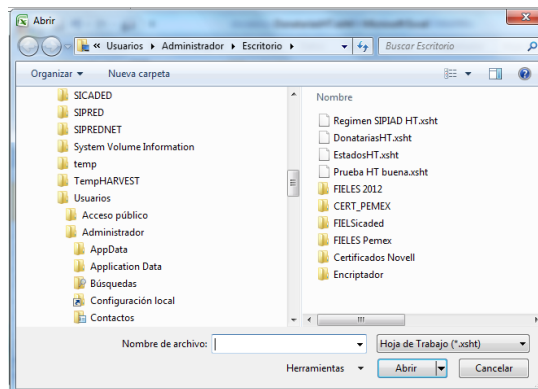 Abrir
« Usuarios ▸ Administrador ▸ Escritorio ▸
Buscar Escritorio
Organizar
Nueva carpeta
SICADED
SIPRED
SIPREDNET
System Volume Information
temp
TempHARVEST
Usuarios
Acceso público
Administrador
AppData
Application Data
Búsquedas
Configuración local
Contactos
Nombre
Regimen SIPIAD HT.xsht
DonatariasHT.xsht
EstadosHT.xsht
Prueba HT buena.xsht
FIELES 2012
CERT_PEMEX
FIELSicaded
FIELES Pemex
Certificados Novell
Encriptador
Nombre de archivo:
Hoja de Trabajo (*.xsht)
Herramientas
Abrir
Cancelar